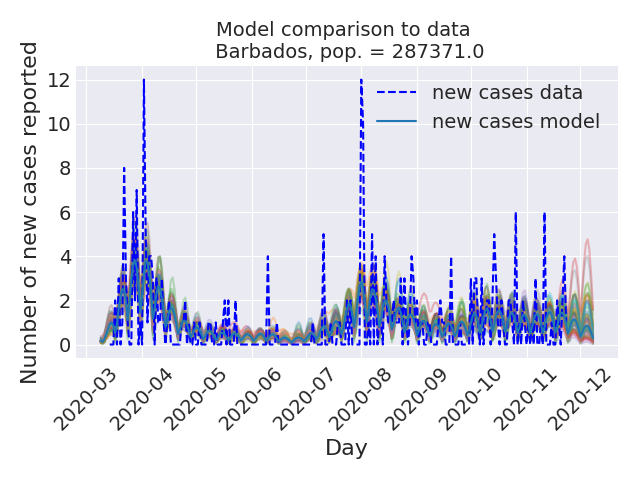 Model comparison to data
Barbados, pop. = 287371.0
Number of new cases reported
12
10
8
6
4
2
0
new cases data
new cases model
2020-03
2020-04
2020-05
2020-06
2020-07
2020-08
2020-09
2020-10
2020-11
2020-12
Day